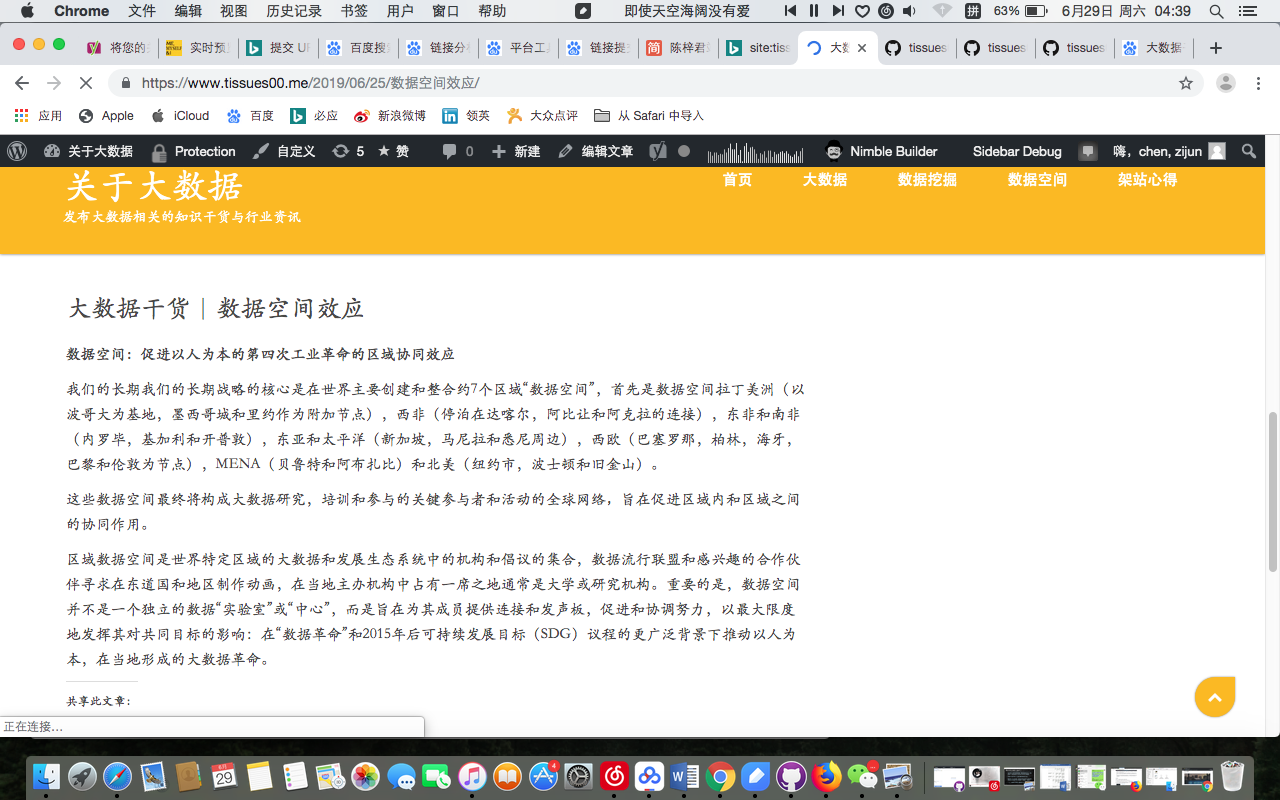 Chrome 文件 编辑 视图 历史记录 书签 用户 窗口 帮助 即使天空海阔没有爱 拼 63% 6月29日 周六 04:39
将您的 实时预 提交 U 百度搜 链接分 平台工 链接提 简 陈梓君 site:tis 大数 tissues tissues tissues 大数据
https://www.tissues00.me/2019/06/25/数据空间效应/
应用 Apple iCloud 百度 必应 新浪微博 领英 大众点评 从 Safari 中导入
关于大数据 Protection 自定义 5 赞 0 新建 编辑文章 Nimble Builder Sidebar Debug 嗨，chen, zijun
关于大数据 首页 大数据 数据挖掘 数据空间 架站心得
发布大数据相关的知识干货与行业资讯
大数据干货｜数据空间效应
数据空间：促进以人为本的第四次工业革命的区域协同效应
我们的长期我们的长期战略的核心是在世界主要创建和整合约7个区域“数据空间”，首先是数据空间拉丁美洲（以
波哥大为基地，墨西哥城和里约作为附加节点），西非（停泊在达喀尔，阿比让和阿克拉的连接），东非和南非
（内罗毕，基加利和开普敦），东亚和太平洋（新加坡，马尼拉和悉尼周边），西欧（巴塞罗那，柏林，海牙，
巴黎和伦敦为节点），MENA（贝鲁特和阿布扎比）和北美（纽约市，波士顿和旧金山）。
这些数据空间最终将构成大数据研究，培训和参与的关键参与者和活动的全球网络，旨在促进区域内和区域之间
的协同作用。
区域数据空间是世界特定区域的大数据和发展生态系统中的机构和倡议的集合，数据流行联盟和感兴趣的合作伙
伴寻求在东道国和地区制作动画，在当地主办机构中占有一席之地通常是大学或研究机构。重要的是，数据空间
并不是一个独立的数据“实验室”或“中心”，而是旨在为其成员提供连接和发声板，促进和协调努力，以最大限度
地发挥其对共同目标的影响：在“数据革命”和2015年后可持续发展目标（SDG）议程的更广泛背景下推动以人为
本，在当地形成的大数据革命。
共享此文章：
正在连接…
29
4